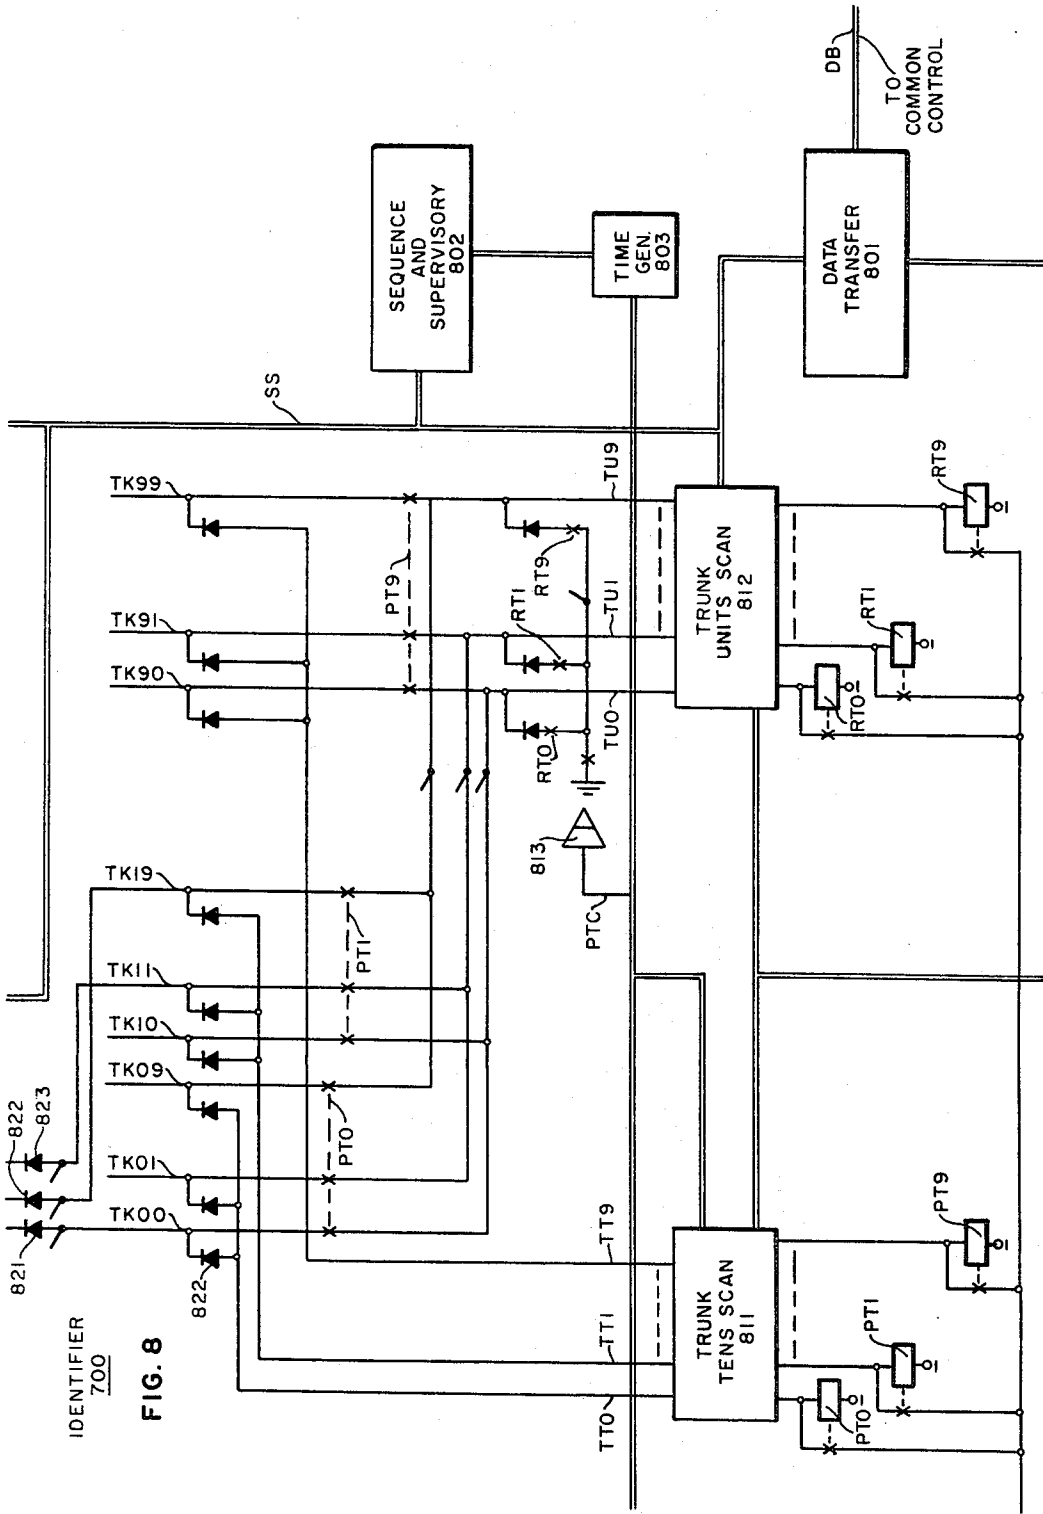 IDENTIFIER
700
FIG. 8
821
822
823
822
TK00
TK01
TK09
TK10
TK11
TK19
TK90
TK91
TK99
PT0
PT1
PT9
SS
SEQUENCE
AND
SUPERVISORY
802
TIME
GEN.
803
DB
TO
COMMON
CONTROL
DATA
TRANSFER
801
RT0
RT1
RT9
813
PTC
TT0
TT1
TT9
TU0
TU1
TU9
TRUNK
TENS SCAN
811
TRUNK
UNITS SCAN
812
PT0
PT1
PT9
RT0
RT1
RT9